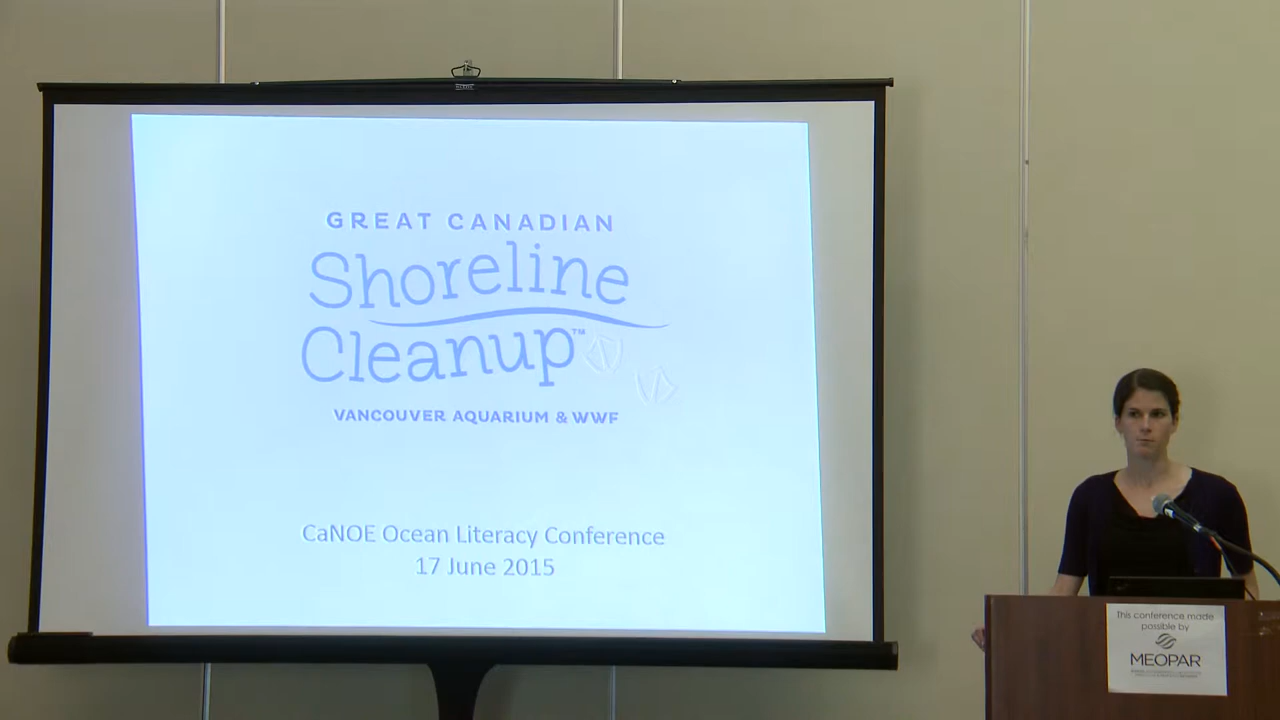 GREAT CANADIAN
Shoreline
Cleanup™
VANCOUVER AQUARIUM & WWF
CaNOE Ocean Literacy Conference
17 June 2015
This conference made
possible by
MEOPAR